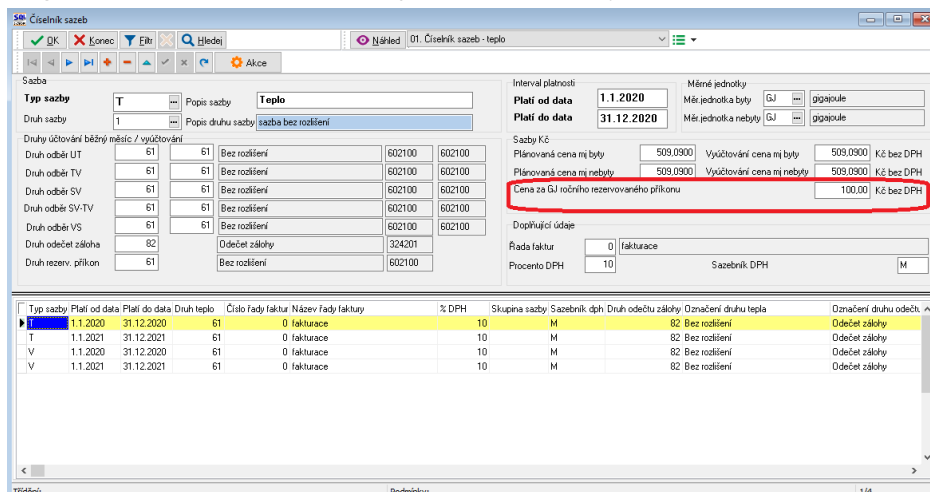 Číselník sazeb
OK Konec Filtr Hledej Náhled 01. Číselník sazeb - teplo
Akce
Sazba
Typ sazby T Popis sazby Teplo
Druh sazby 1 Popis druhu sazby sazba bez rozlišení
Interval platnosti
Platí od data 1.1.2020
Platí do data 31.12.2020
Měrné jednotky
Měr.jednotka byty GJ gigajoule
Měr.jednotka nebyty GJ gigajoule
Druhy účtování běžný měsíc / vyúčtování
Druh odběr UT 61 61 Bez rozlišení 602100 602100
Druh odběr TV 61 61 Bez rozlišení 602100 602100
Druh odběr SV 61 61 Bez rozlišení 602100 602100
Druh odběr SV-TV 61 61 Bez rozlišení 602100 602100
Druh odběr VS 61 61 Bez rozlišení 602100 602100
Druh odečet záloha 82 Odečet zálohy 324201
Druh rezerv. příkon 61 Bez rozlišení 602100
Sazby Kč
Plánovaná cena mj byty 509,0900 Vyúčtování cena mj byty 509,0900 Kč bez DPH
Plánovaná cena mj nebyty 509,0900 Vyúčtování cena mj nebyty 509,0900 Kč bez DPH
Cena za GJ ročního rezervovaného příkonu 100,00 Kč bez DPH
Doplňující údaje
Řada faktur 0 fakturace
Procento DPH 10 Sazebník DPH M
Typ sazby Platí od data Platí do data Druh teplo Číslo řady faktur Název řady faktury % DPH Skupina sazby Sazebník dph Druh odečtu zálohy Označení druhu tepla Označení druhu odečtu
T 1.1.2020 31.12.2020 61 0 fakturace 10 M 82 Bez rozlišení Odečet zálohy
T 1.1.2021 31.12.2021 61 0 fakturace 10 M 82 Bez rozlišení Odečet zálohy
V 1.1.2020 31.12.2020 61 0 fakturace 10 M 82 Bez rozlišení Odečet zálohy
V 1.1.2021 31.12.2021 61 0 fakturace 10 M 82 Bez rozlišení Odečet zálohy
Třídění: Podmínky: 1/4